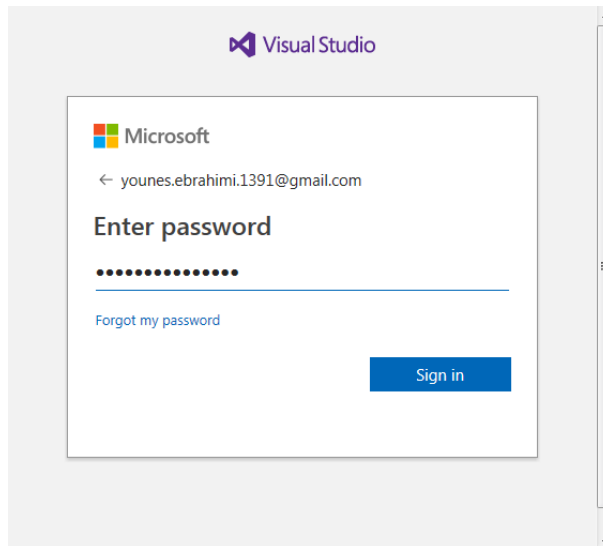 Visual Studio
Microsoft
← younes.ebrahimi.1391@gmail.com
Enter password
•••••••••••••••
Forgot my password
Sign in